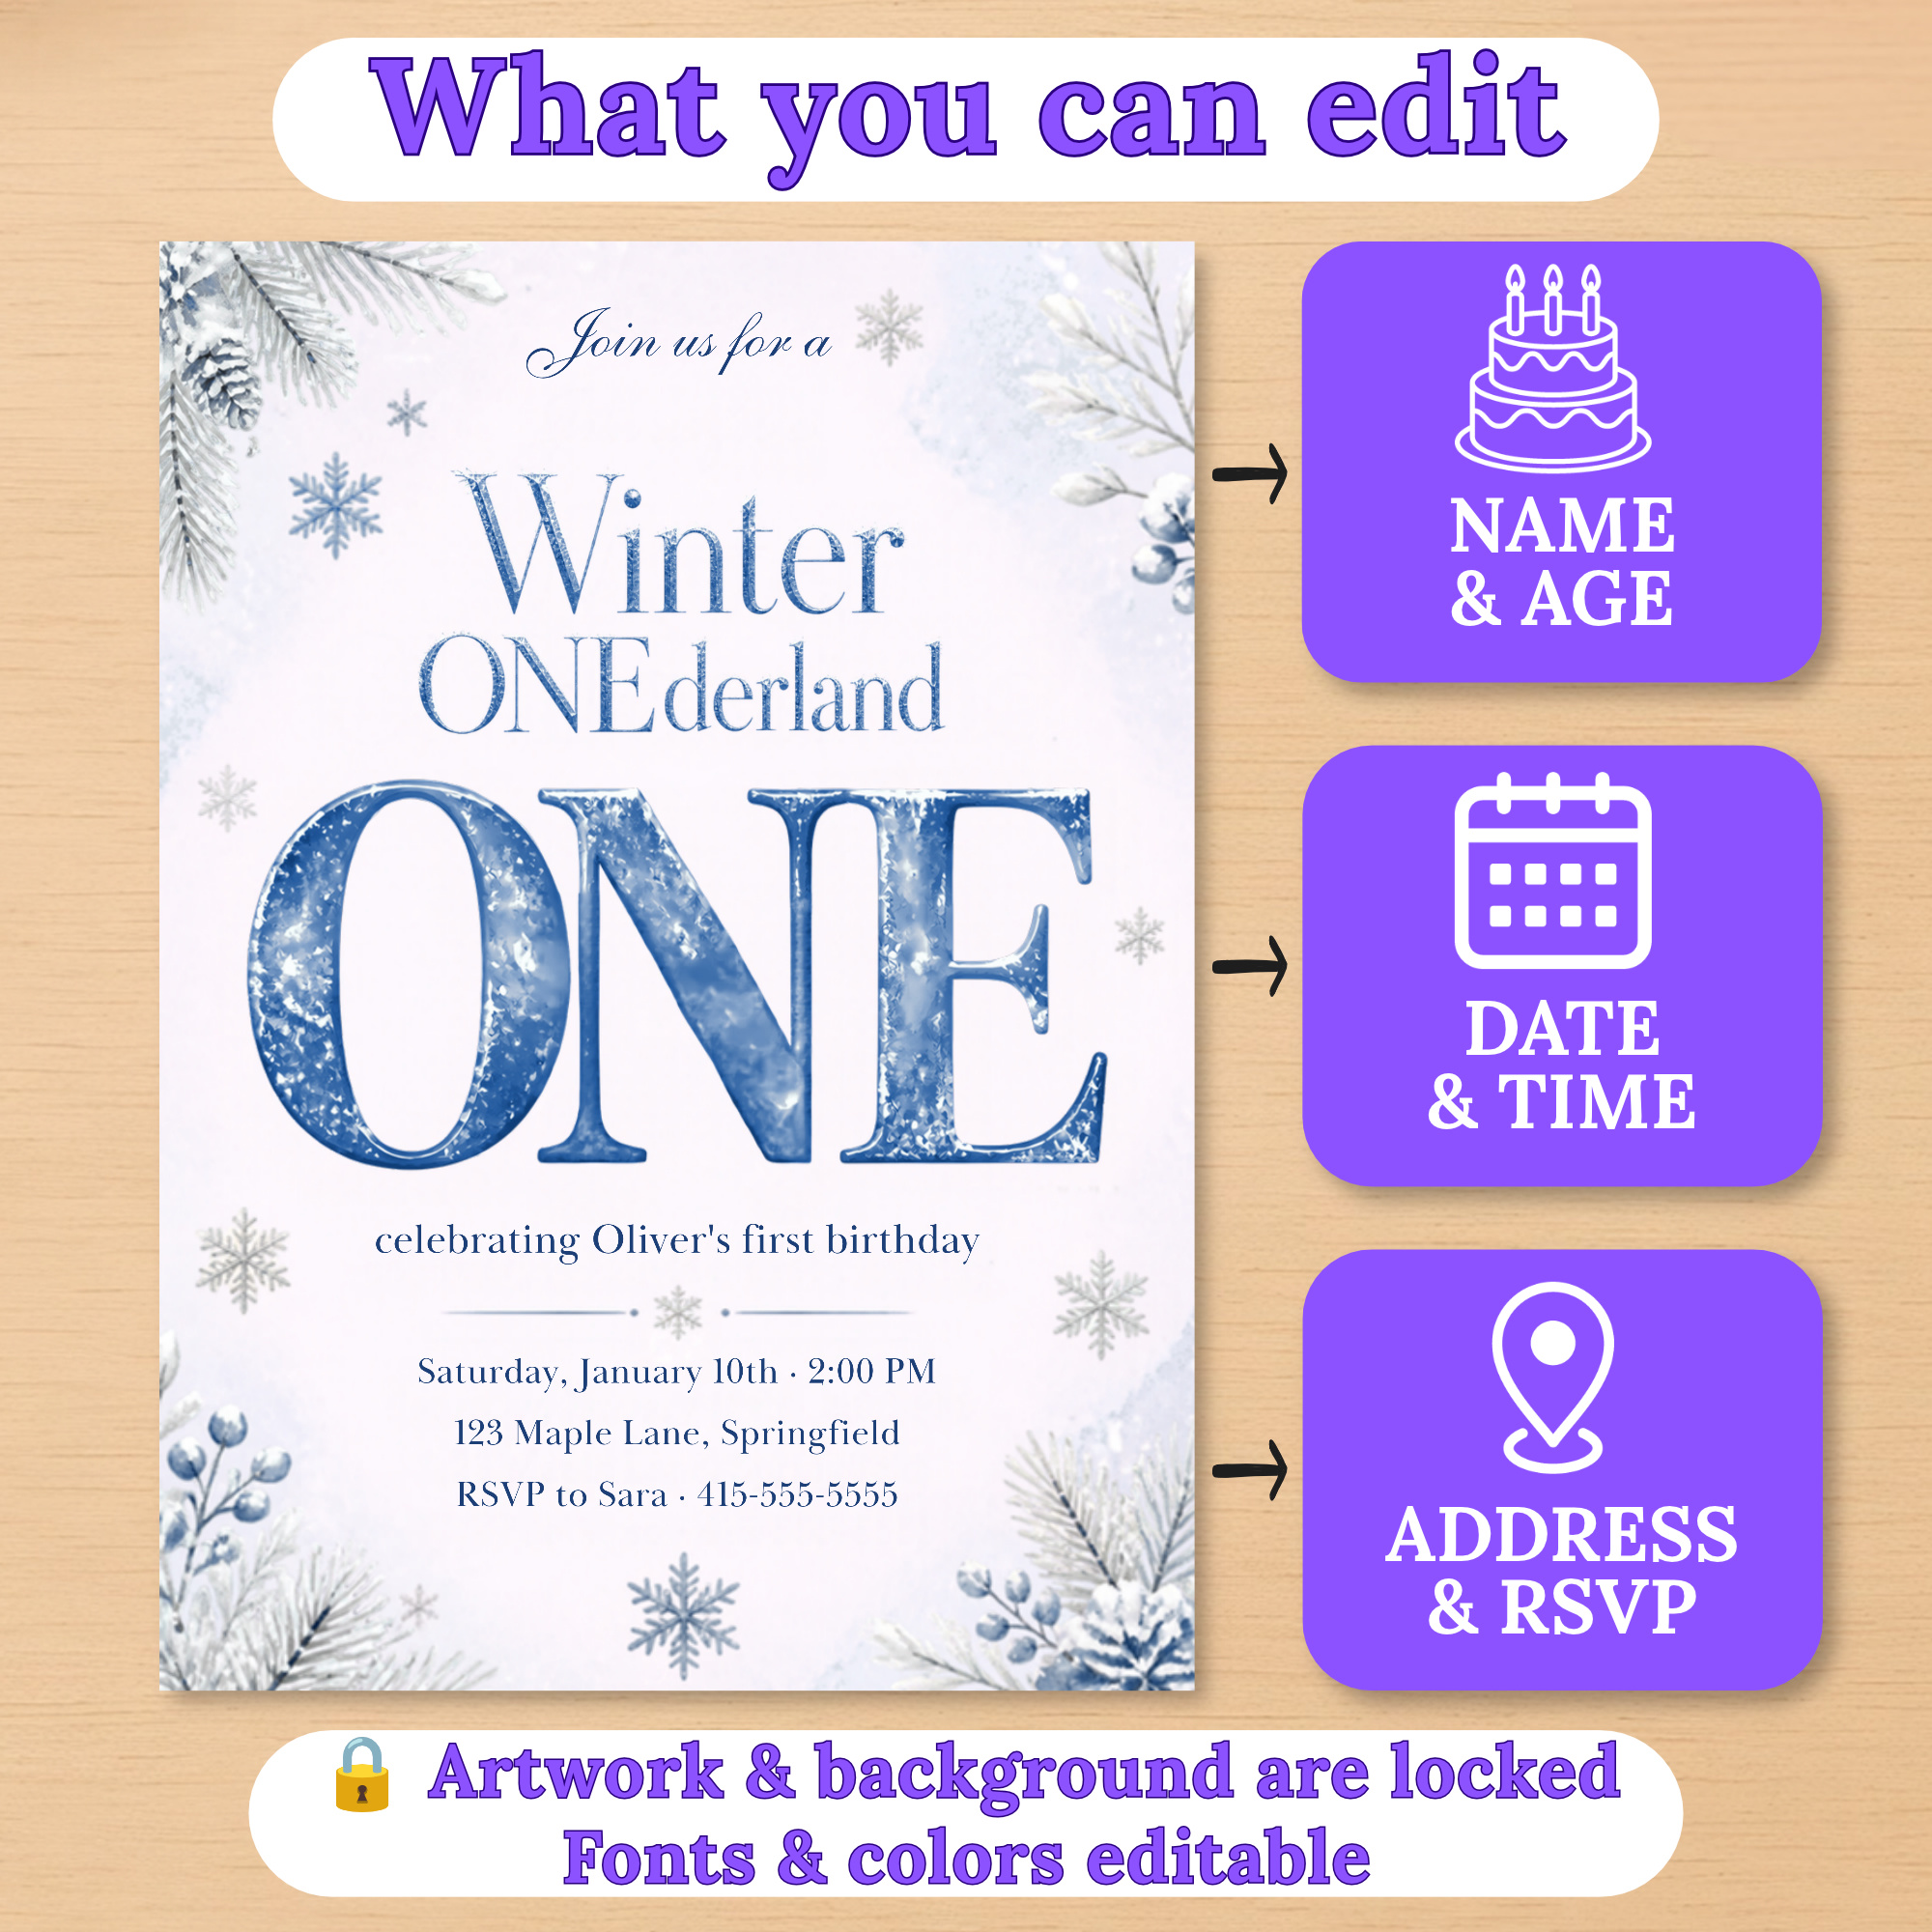 What you can edit
Join us for a
Winter
ONEderland
ONE
celebrating Oliver's first birthday
Saturday, January 10th · 2:00 PM
123 Maple Lane, Springfield
RSVP to Sara · 415-555-5555
NAME
& AGE
DATE
& TIME
ADDRESS
& RSVP
🔒 Artwork & background are locked
Fonts & colors editable